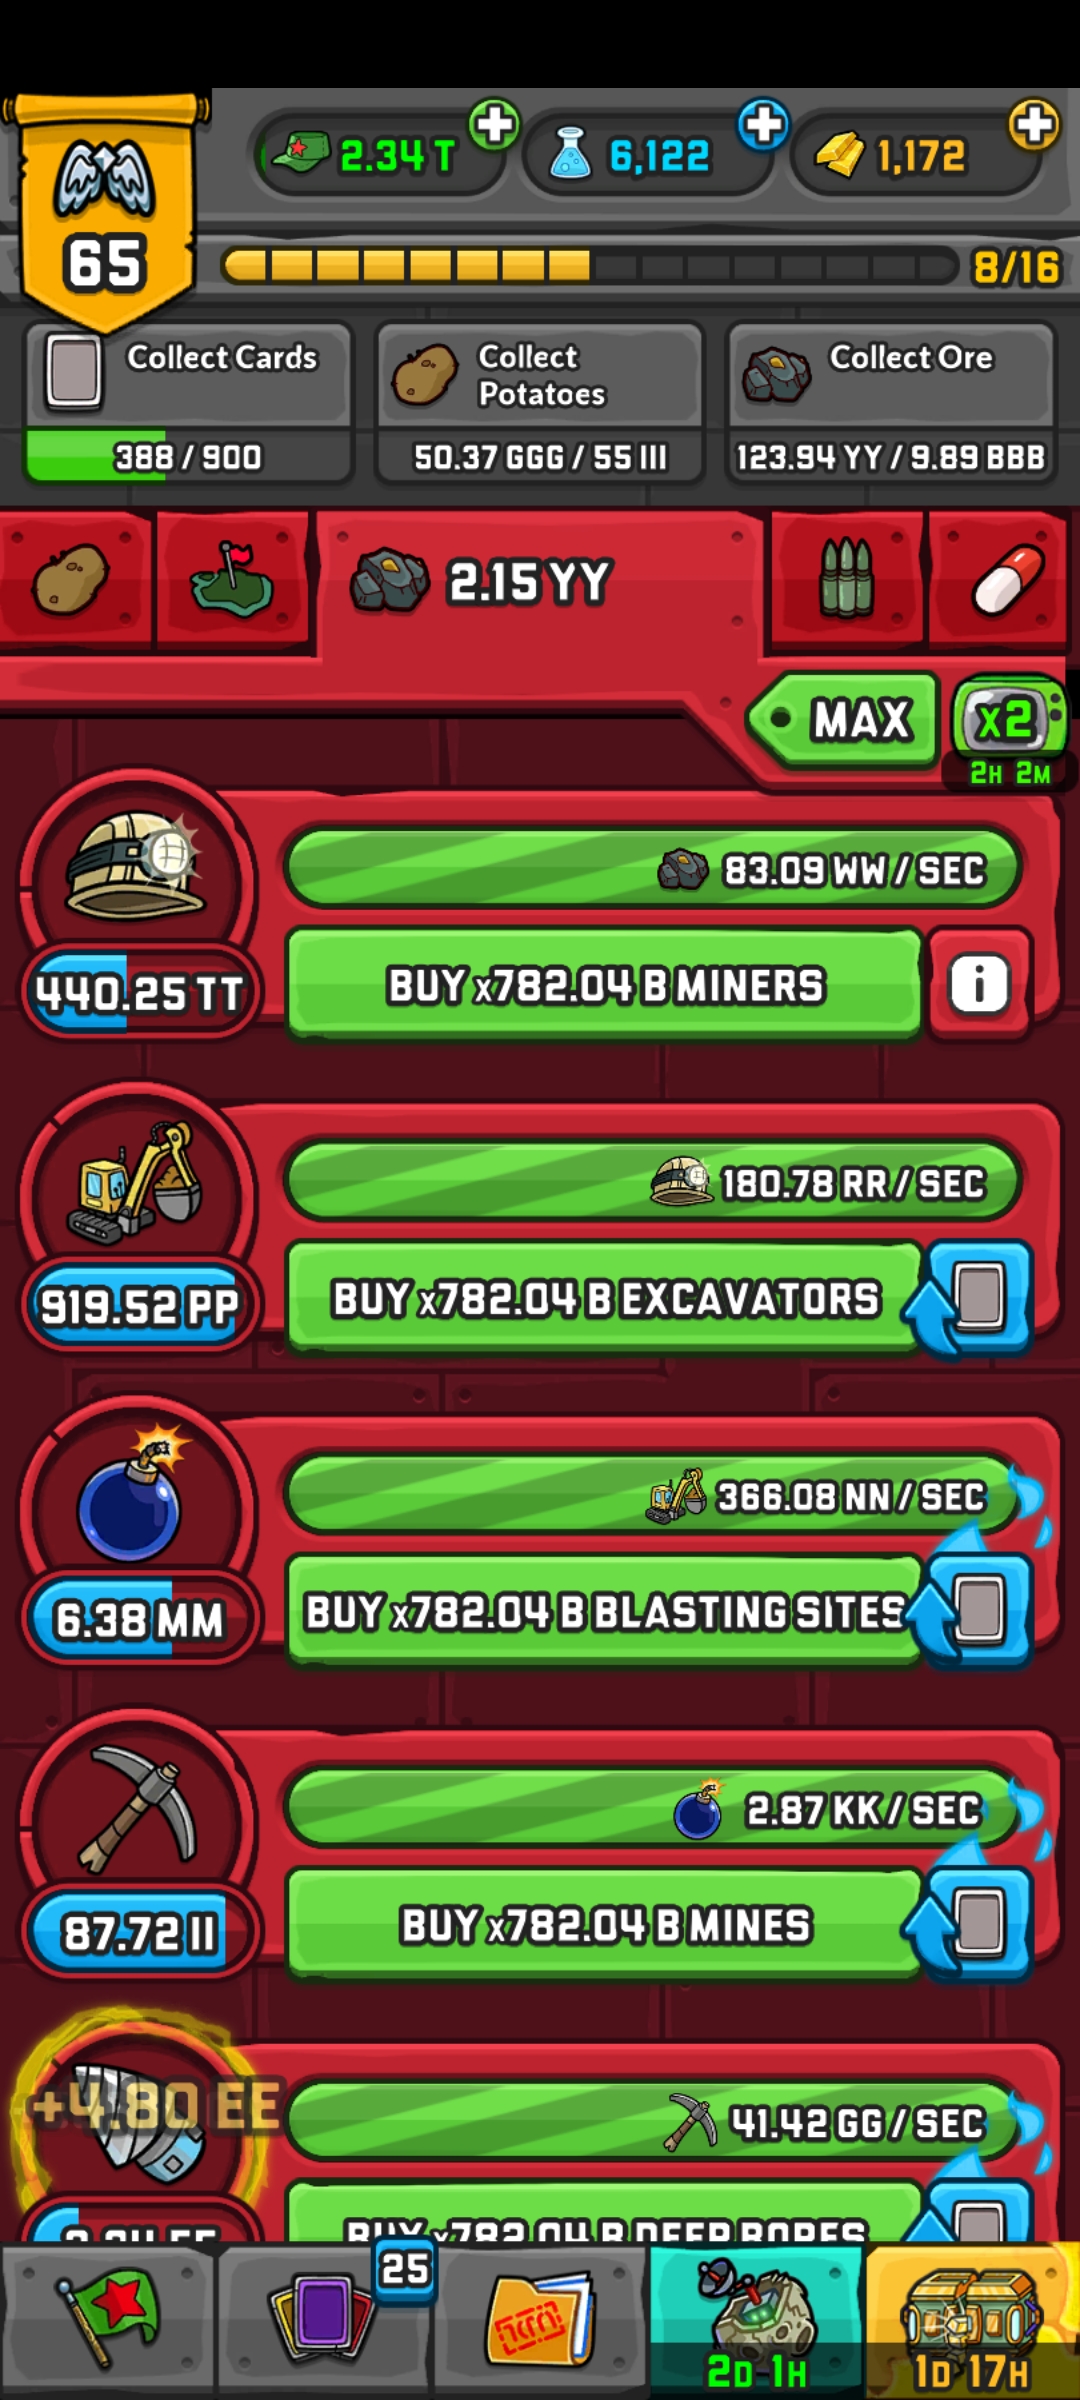 2.34 T
6,122
1,172
65
8/16
Collect Cards
388 / 900
Collect
Potatoes
50.37 GGG / 55 III
Collect Ore
123.94 YY / 9.89 BBB
2.15 YY
MAX
x2
2H 2M
83.09 WW / SEC
440.25 TT
BUY x782.04 B MINERS
i
180.78 RR / SEC
919.52 PP
BUY x782.04 B EXCAVATORS
366.08 NN / SEC
6.38 MM
BUY x782.04 B BLASTING SITES
2.87 KK / SEC
87.72 II
BUY x782.04 B MINES
+4.80 EE
41.42 GG / SEC
BUY x782.04 B DEEP BORES
25
2D 1H
1D 17H